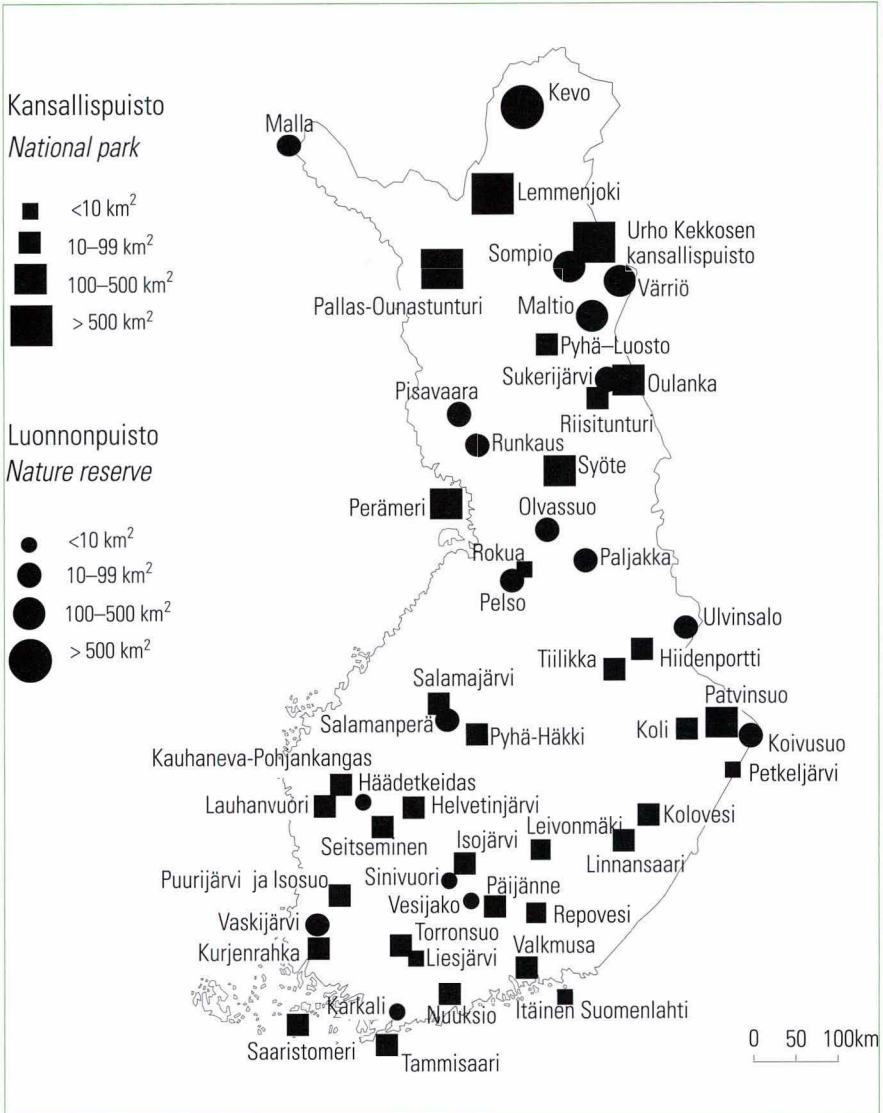 Kansallispuisto
National park
<10 km²
10–99 km²
100–500 km²
> 500 km²
Luonnonpuisto
Nature reserve
<10 km²
10–99 km²
100–500 km²
> 500 km²
Kevo
Malla
Lemmenjoki
Urho Kekkosen
kansallispuisto
Sompio
Värriö
Pallas-Ounastunturi
Maltio
Pyhä–Luosto
Sukerijärvi
Oulanka
Pisavaara
Riisitunturi
Runkaus
Syöte
Perämeri
Olvassuo
Rokua
Paljakka
Pelso
Ulvinsalo
Tiilikka
Hiidenportti
Salamajärvi
Patvinsuo
Salamanperä
Pyhä-Häkki
Koli
Koivusuo
Kauhaneva-Pohjankangas
Petkeljärvi
Häädetkeidas
Lauhanvuori
Helvetinjärvi
Kolovesi
Leivonmäki
Seitseminen
Isojärvi
Linnansaari
Sinivuori
Puurijärvi ja Isosuo
Päijänne
Vesijako
Repovesi
Vaskijärvi
Torronsuo
Kurjenrahka
Liesjärvi
Valkmusa
Karkali
Nuuksio
Itäinen Suomenlahti
Saaristomeri
Tammisaari
0 50 100km